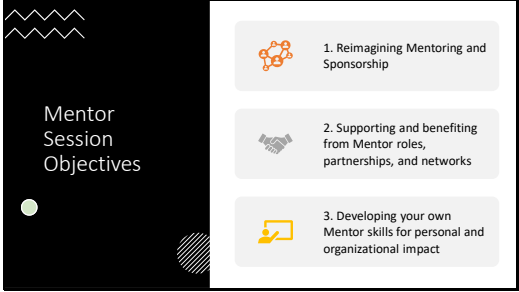 Mentor
Session
Objectives
1. Reimagining Mentoring and
Sponsorship
2. Supporting and benefiting
from Mentor roles,
partnerships, and networks
3. Developing your own
Mentor skills for personal and
organizational impact